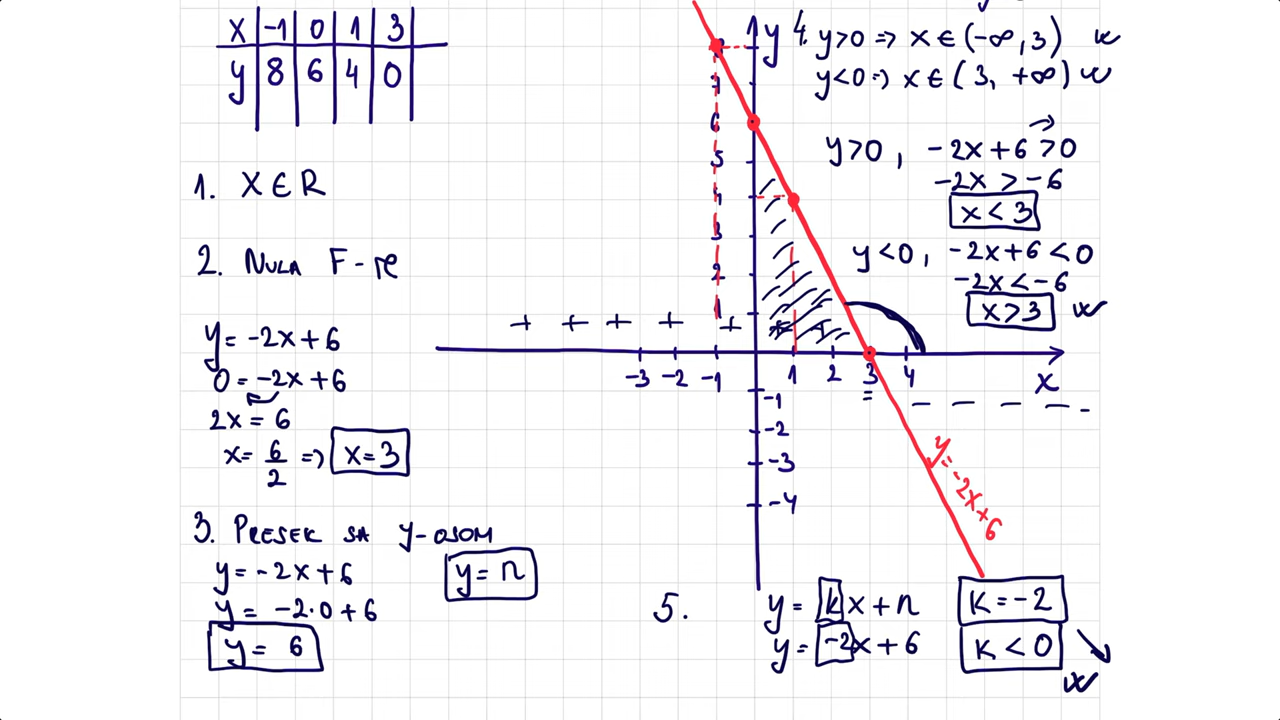 x | -1 | 0 | 1 | 3
y | 8 | 6 | 4 | 0
1. X ∈ R
2. NULA F-JE
y = -2x + 6
0 = -2x + 6
2x = 6
x = 6/2 => x = 3
3. PRESEK SA y-OSOM
y = -2x + 6
y = n
y = -2·0 + 6
y = 6
y
7
6
5
4
3
2
1
+ + + + + + +
-3 -2 -1 1 2 3 4 x
-1
-2
-3
-4
y = -2x + 6
4. y>0 => x ∈ (-∞, 3)
y<0 => x ∈ (3, +∞)
y>0, -2x + 6 > 0
-2x > -6
x < 3
y<0, -2x + 6 < 0
-2x < -6
x > 3
5. y = kx + n
y = -2x + 6
k = -2
k < 0